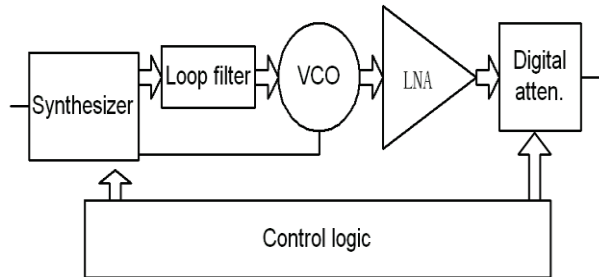 Synthesizer
Loop filter
VCO
LNA
Digital
atten.
Control logic